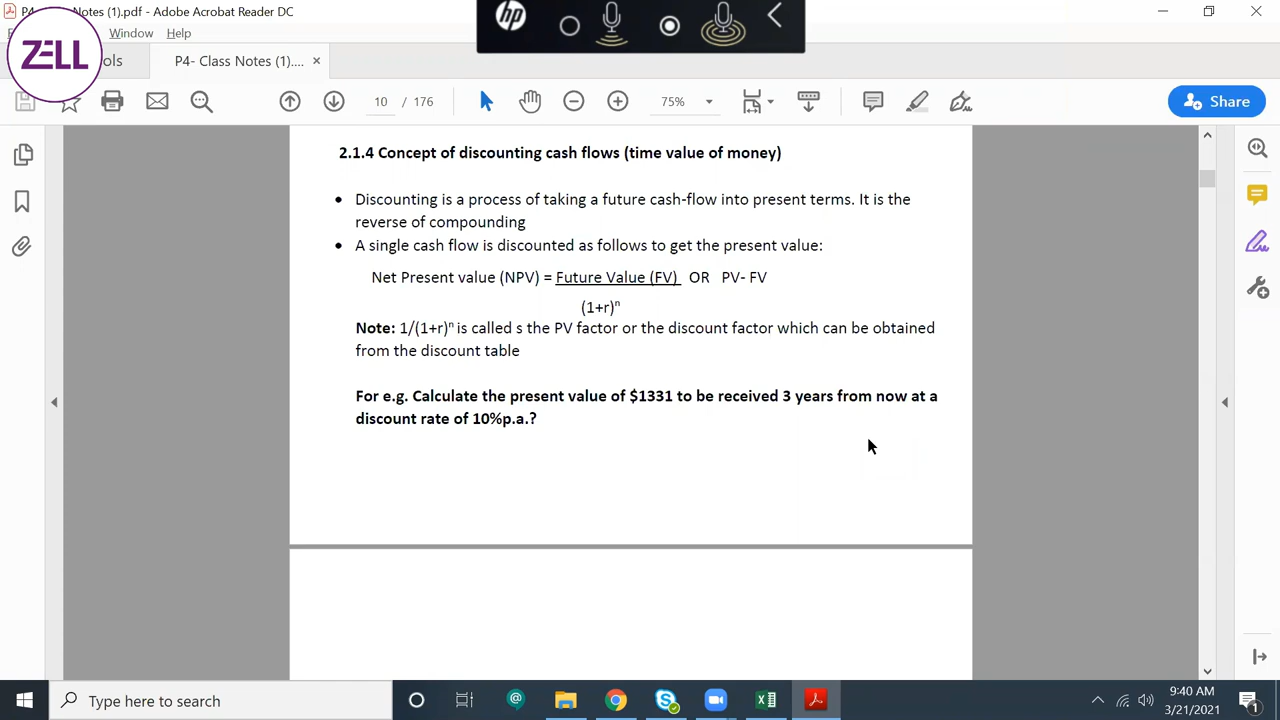 P4- Class Notes (1).pdf - Adobe Acrobat Reader DC
hp
Window Help
ZELL
P4- Class Notes (1)....
10 / 176
75%
Share
2.1.4 Concept of discounting cash flows (time value of money)
• Discounting is a process of taking a future cash-flow into present terms. It is the
reverse of compounding
• A single cash flow is discounted as follows to get the present value:
Net Present value (NPV) = Future Value (FV) OR PV- FV
(1+r)ⁿ
Note: 1/(1+r)ⁿ is called s the PV factor or the discount factor which can be obtained
from the discount table
For e.g. Calculate the present value of $1331 to be received 3 years from now at a
discount rate of 10%p.a.?
Type here to search
9:40 AM
3/21/2021
1